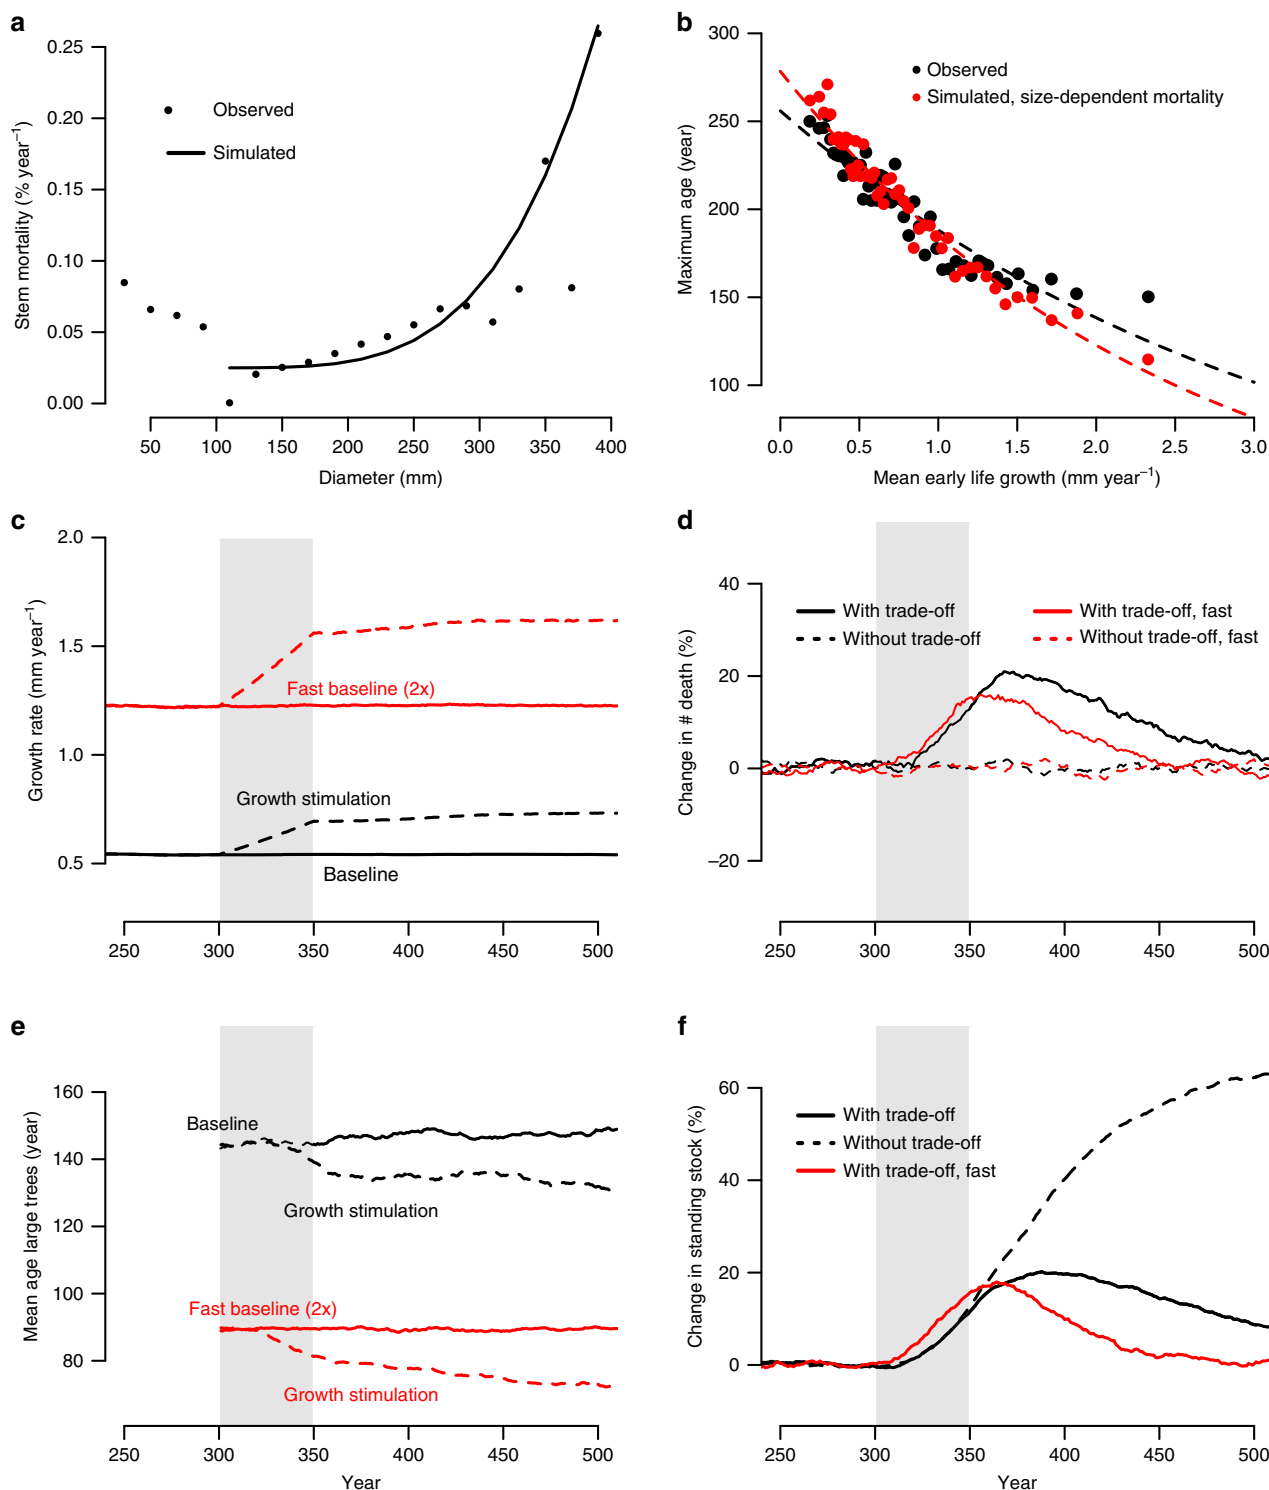 a
Stem mortality (% year⁻¹)
0.25
0.20
0.15
0.10
0.05
0.00
Observed
Simulated
50 100 150 200 250 300 350 400
Diameter (mm)
b
Maximum age (year)
300
250
200
150
100
Observed
Simulated, size-dependent mortality
0.0 0.5 1.0 1.5 2.0 2.5 3.0
Mean early life growth (mm year⁻¹)
c
Growth rate (mm year⁻¹)
2.0
1.5
1.0
0.5
Fast baseline (2x)
Growth stimulation
Baseline
250 300 350 400 450 500
d
Change in # death (%)
40
20
0
−20
With trade-off
Without trade-off
With trade-off, fast
Without trade-off, fast
250 300 350 400 450 500
e
Mean age large trees (year)
160
140
120
100
80
Baseline
Growth stimulation
Fast baseline (2x)
Growth stimulation
250 300 350 400 450 500
Year
f
Change in standing stock (%)
60
40
20
0
With trade-off
Without trade-off
With trade-off, fast
250 300 350 400 450 500
Year